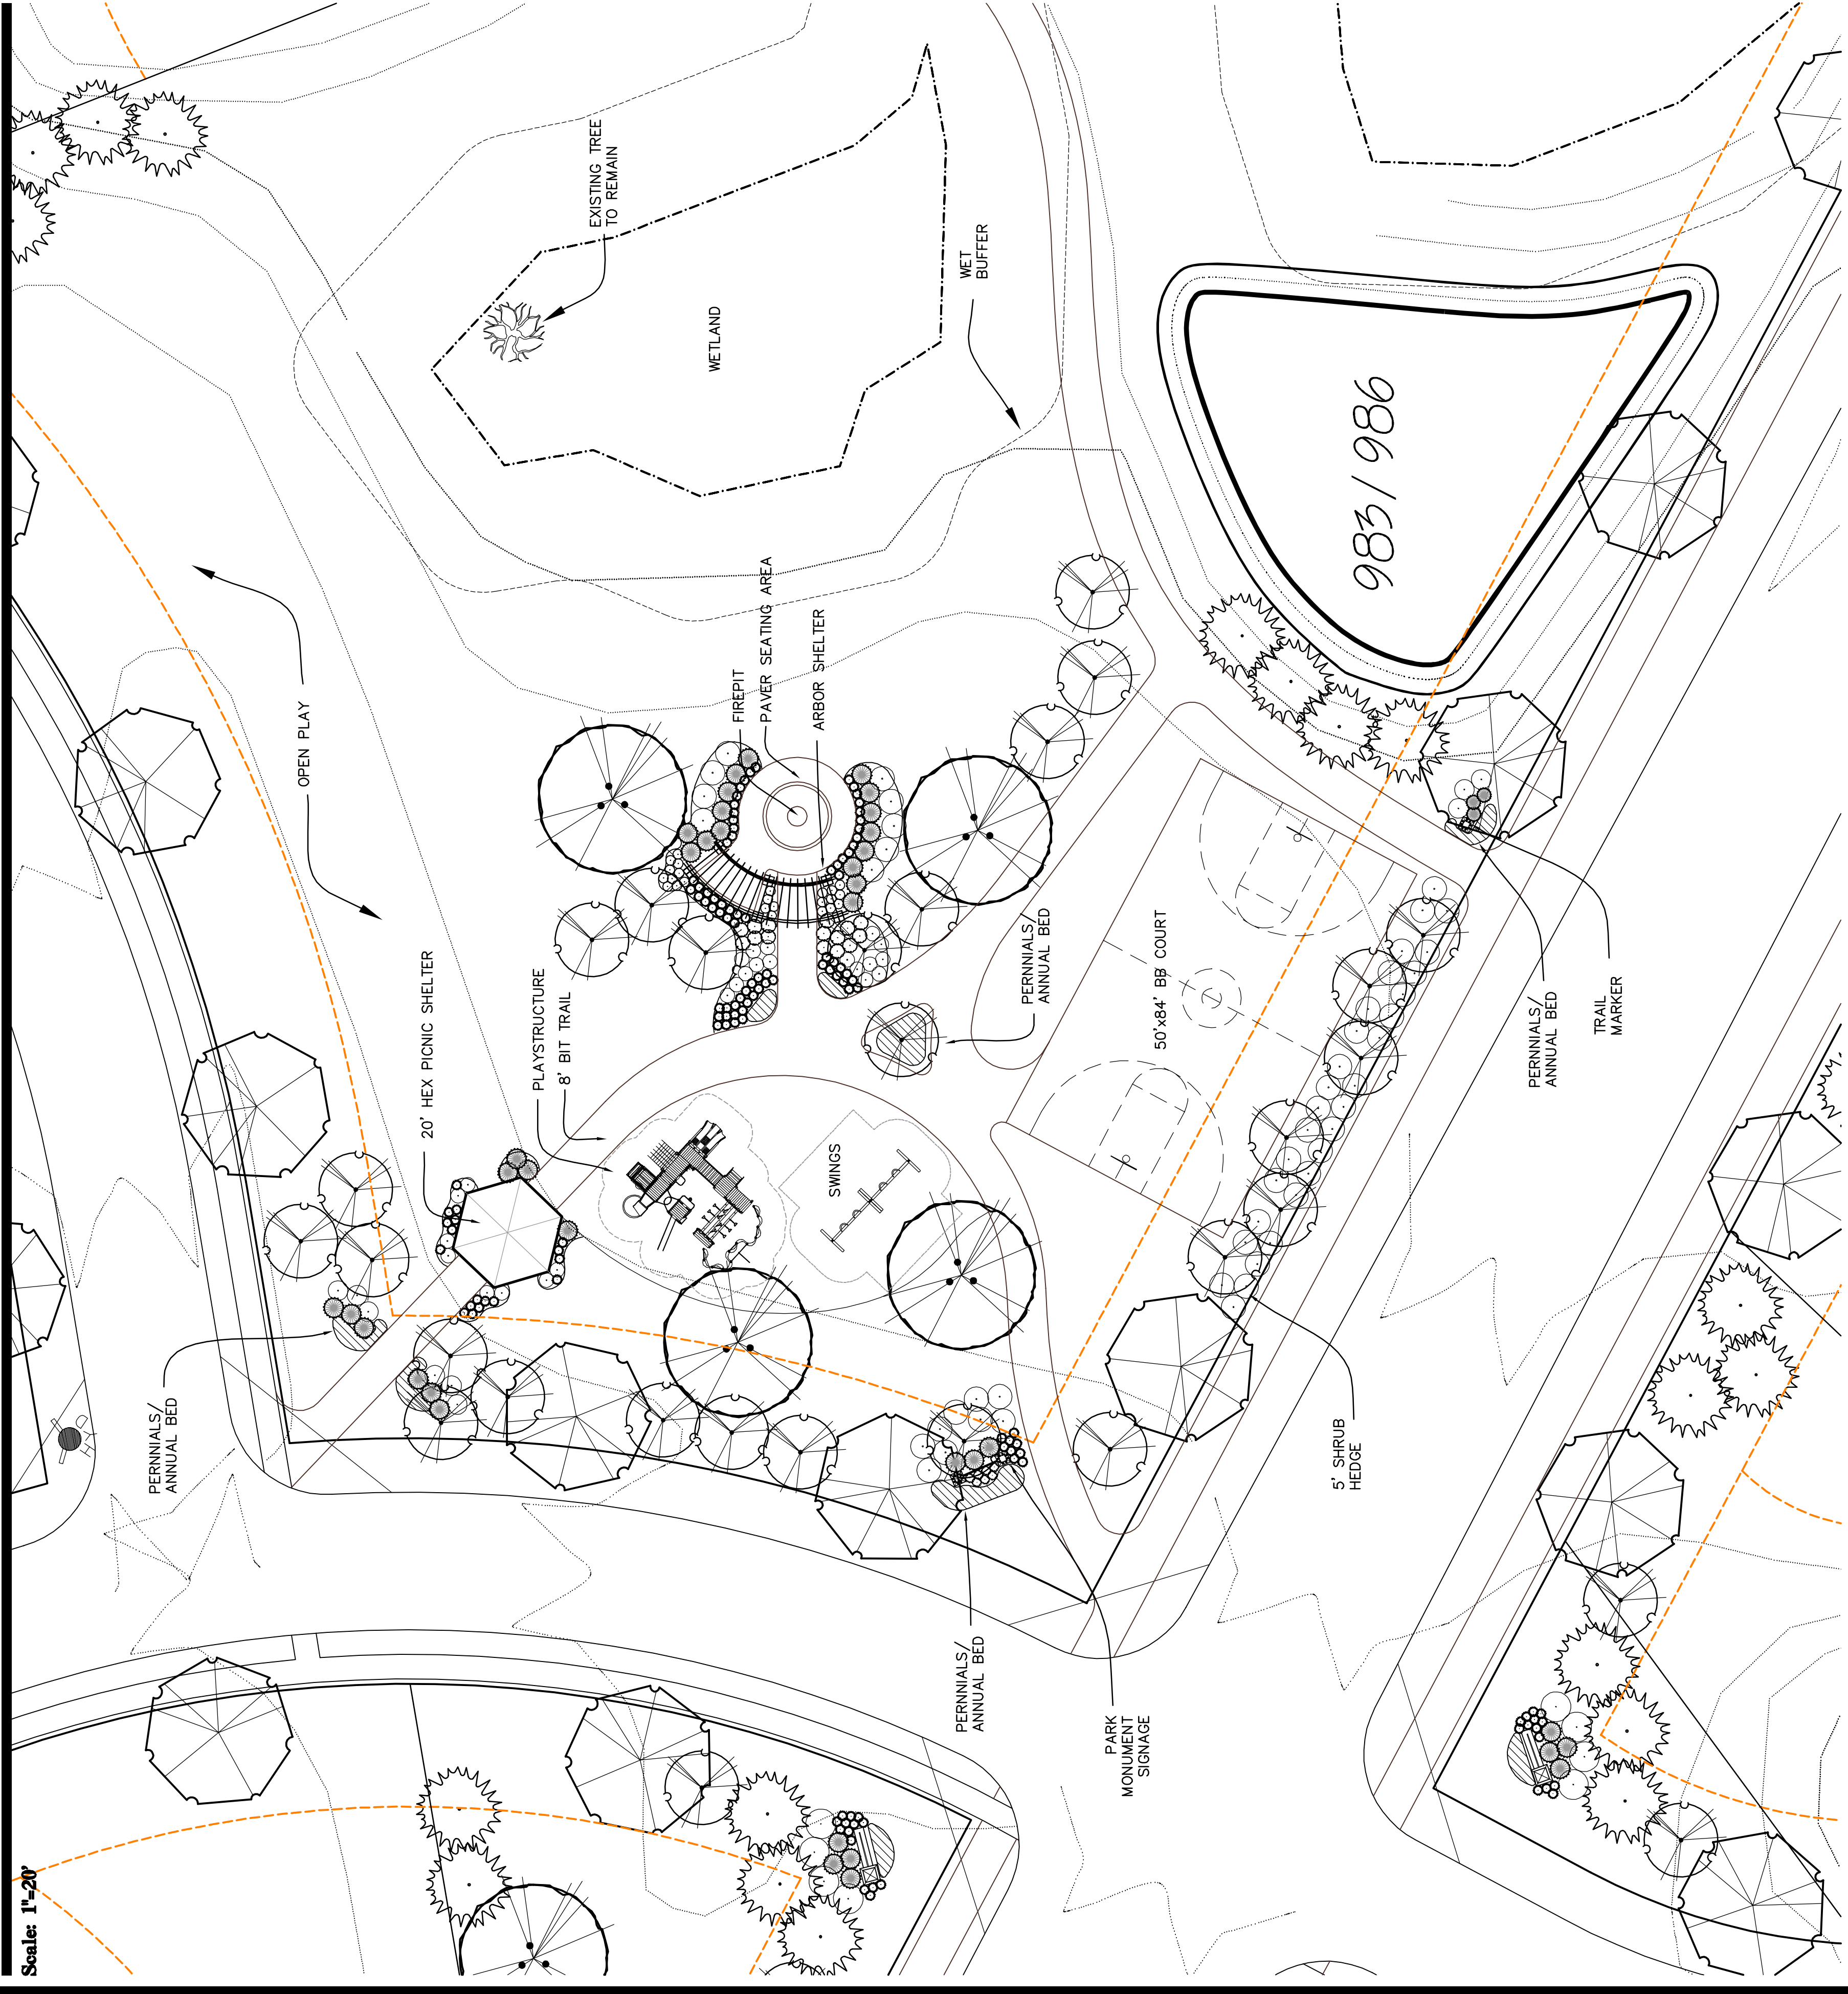 Scale: 1"=20'
PERNNIALS/
ANNUAL BED
OPEN PLAY
20' HEX PICNIC SHELTER
PLAYSTRUCTURE
8' BIT TRAIL
EXISTING TREE
TO REMAIN
WETLAND
FIREPIT
PAVER SEATING AREA
ARBOR SHELTER
SWINGS
WET
BUFFER
PERNNIALS/
ANNUAL BED
PERNNIALS/
ANNUAL BED
50'x84' BB COURT
PARK
MONUMENT
SIGNAGE
5' SHRUB
HEDGE
983/986
PERNNIALS/
ANNUAL BED
TRAIL
MARKER